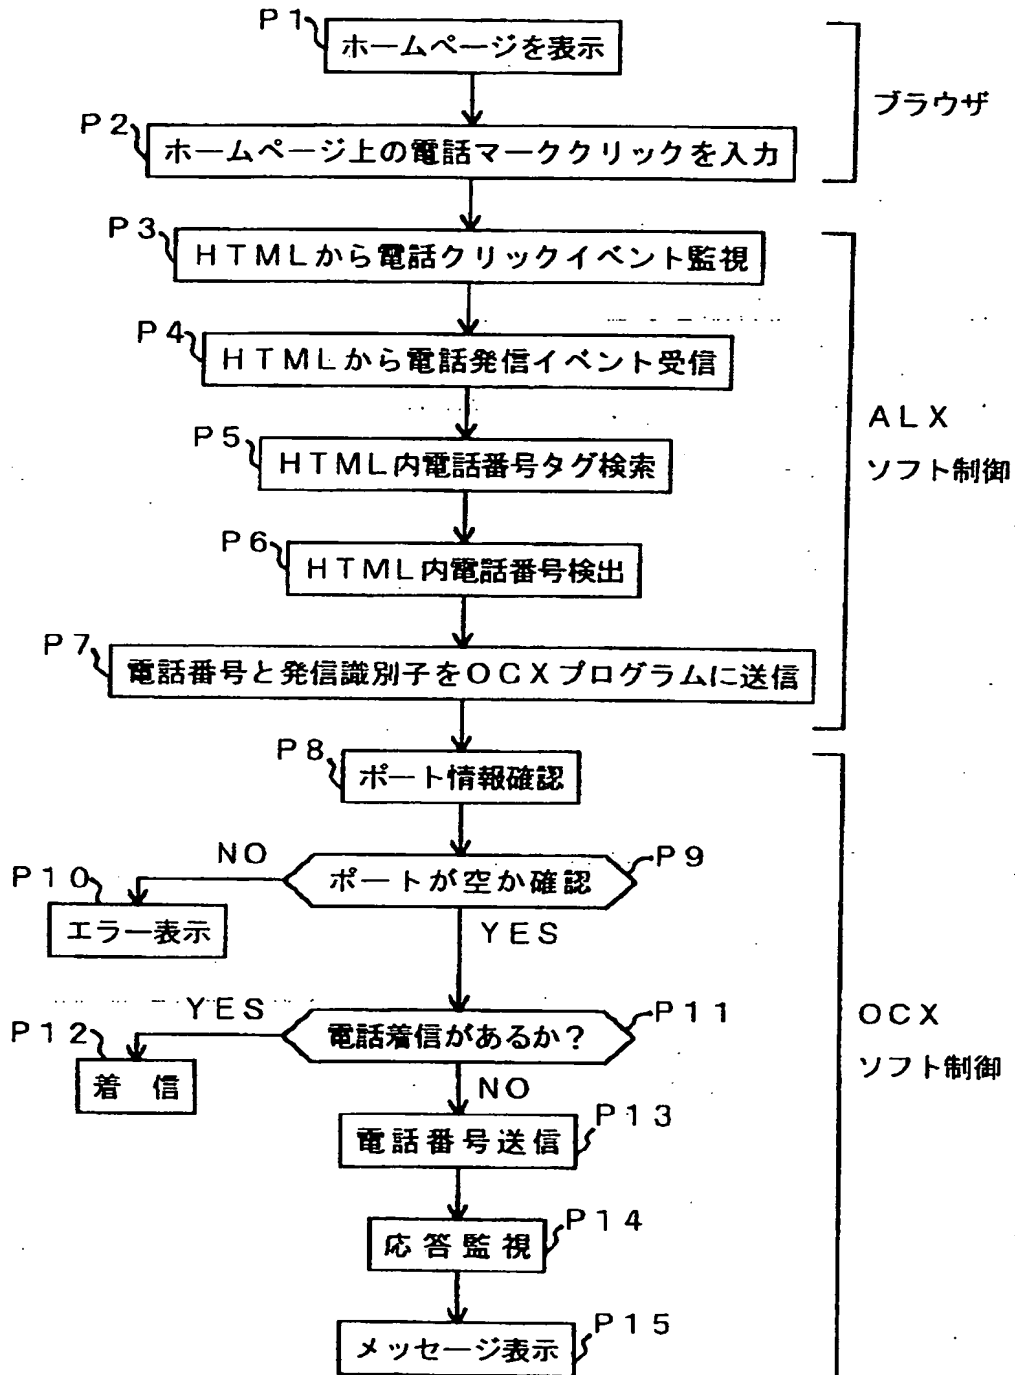 P1
ホームページを表示
ブラウザ
P2
ホームページ上の電話マーククリックを入力
P3
HTMLから電話クリックイベント監視
P4
HTMLから電話発信イベント受信
ALX
ソフト制御
P5
HTML内電話番号タグ検索
P6
HTML内電話番号検出
P7
電話番号と発信識別子をOCXプログラムに送信
P8
ポート情報確認
NO
P9
ポートが空か確認
P10
エラー表示
YES
YES
P11
電話着信があるか?
OCX
ソフト制御
P12
着 信
NO
P13
電話番号送信
P14
応答監視
P15
メッセージ表示